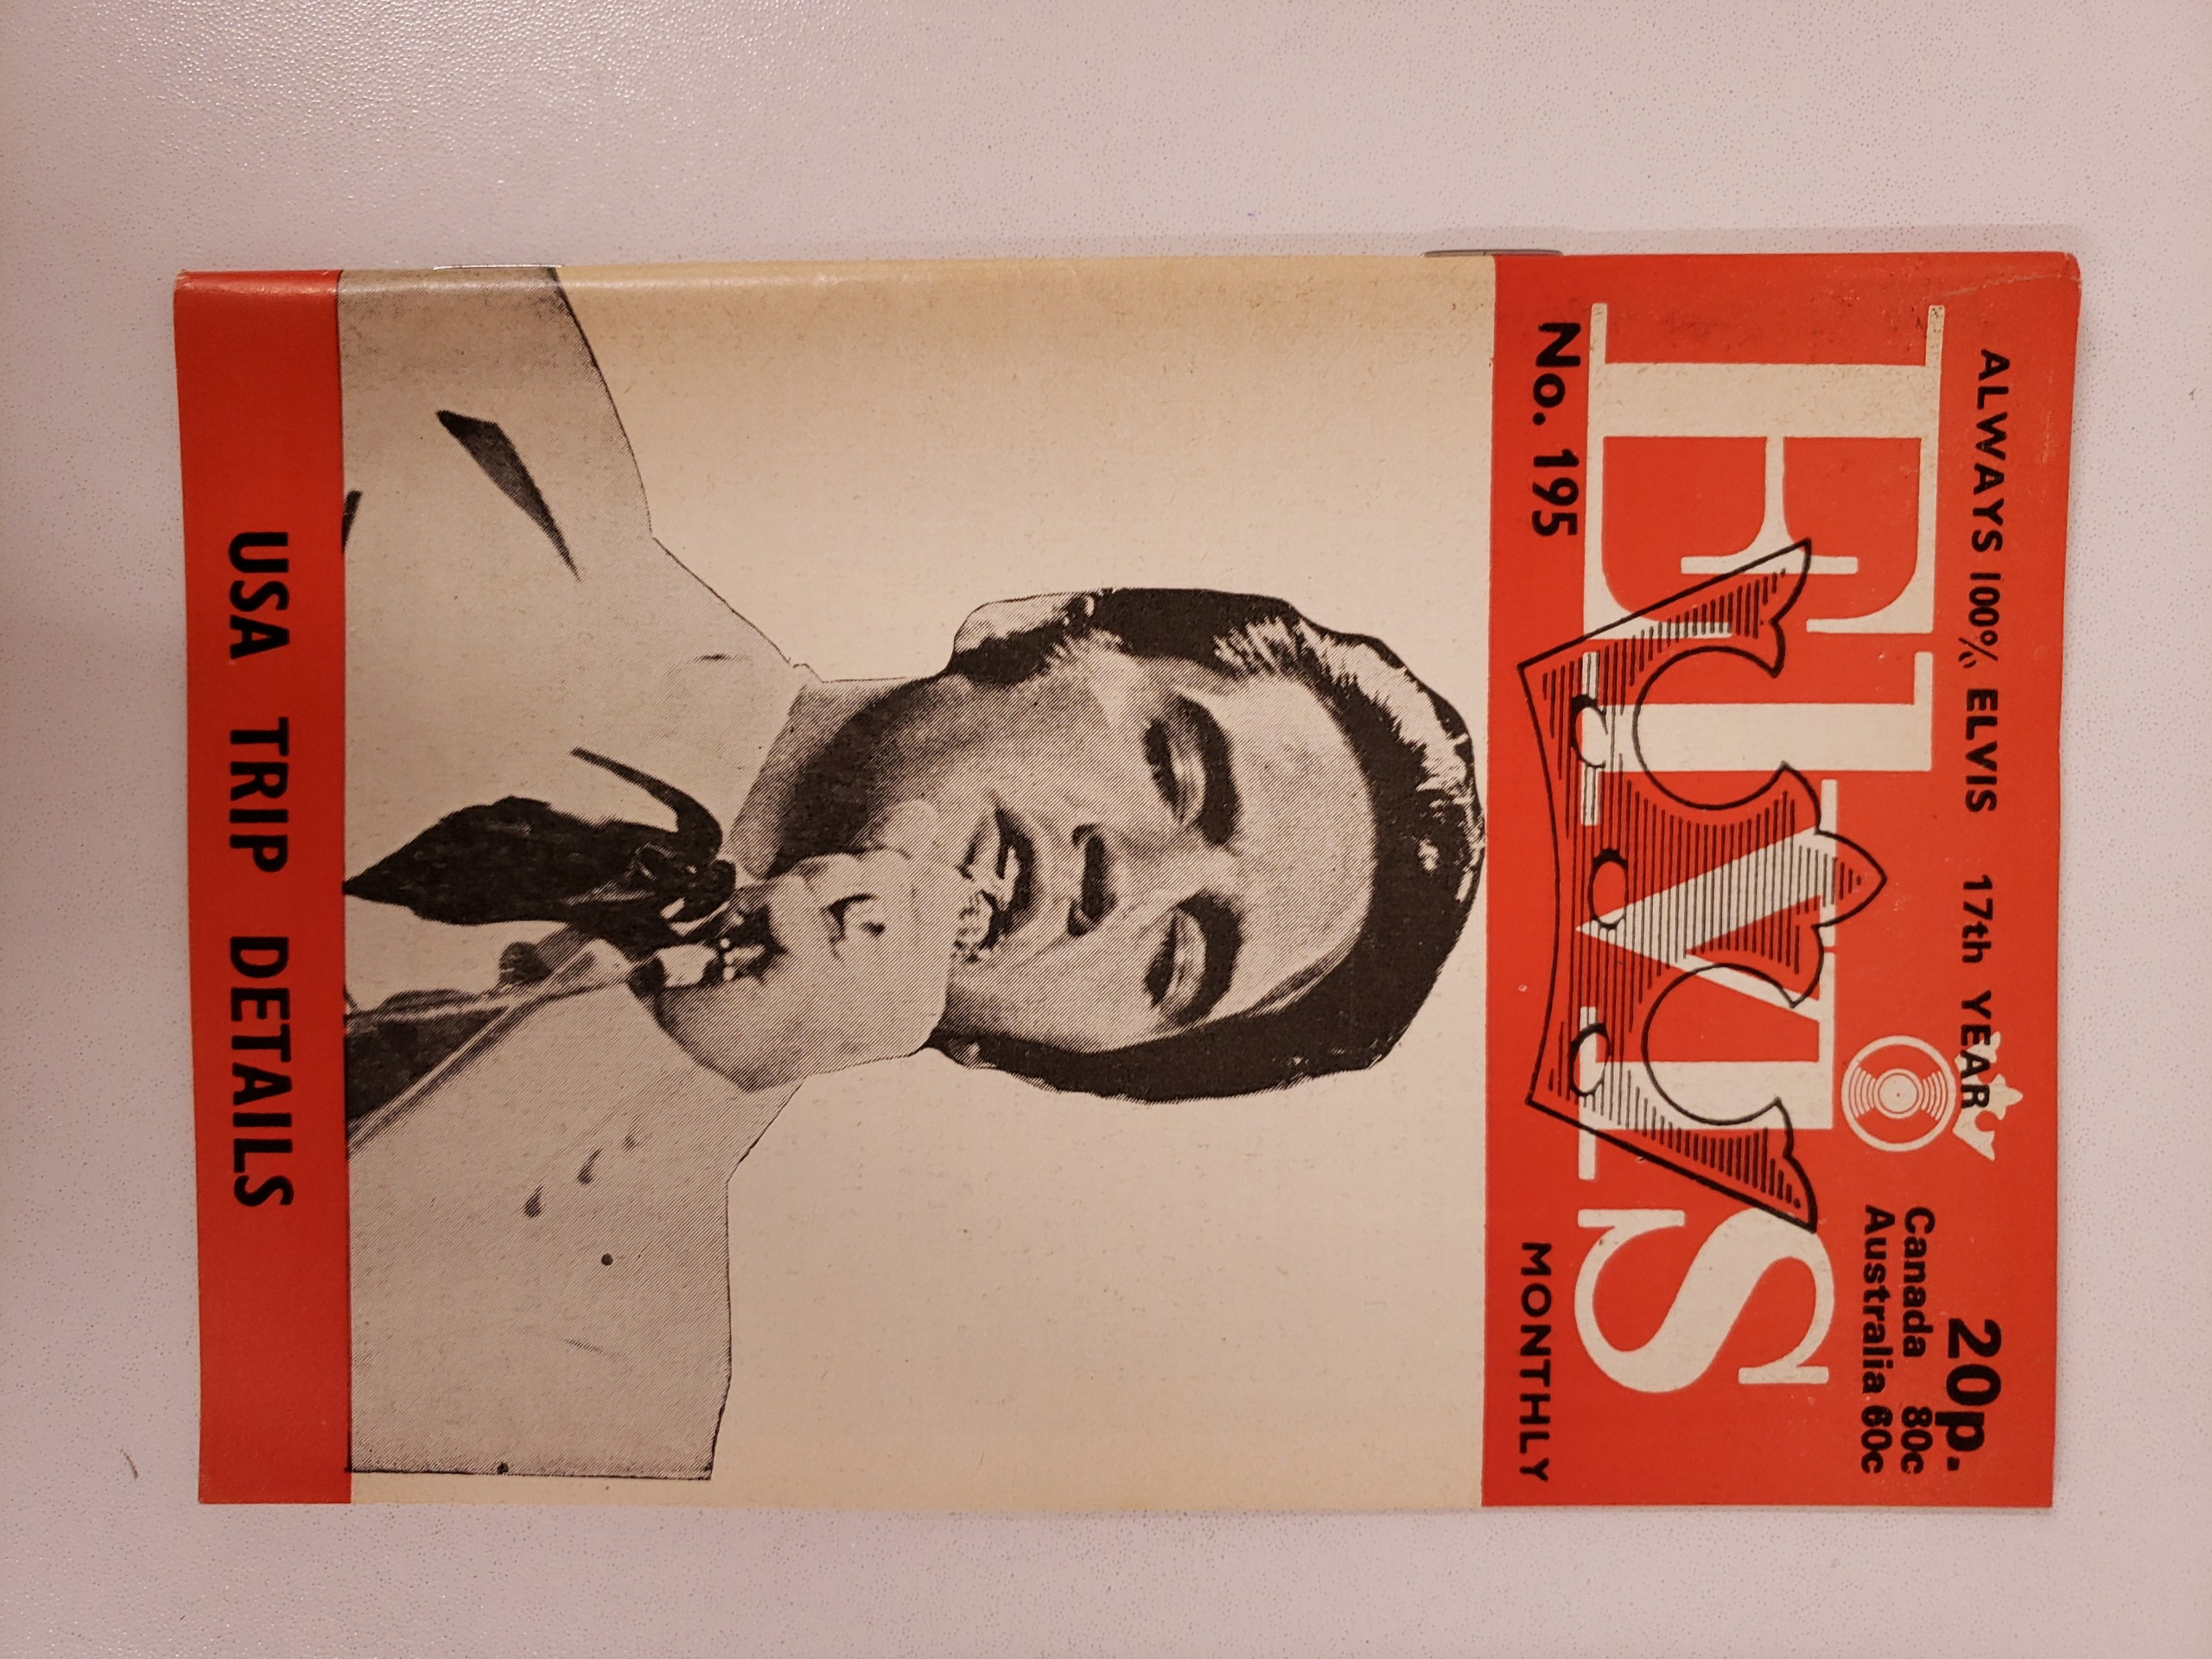 ALWAYS 100% ELVIS 17th YEAR
20p.
Canada 80c
Australia 60c
ELVIS
No. 195
MONTHLY
USA TRIP DETAILS